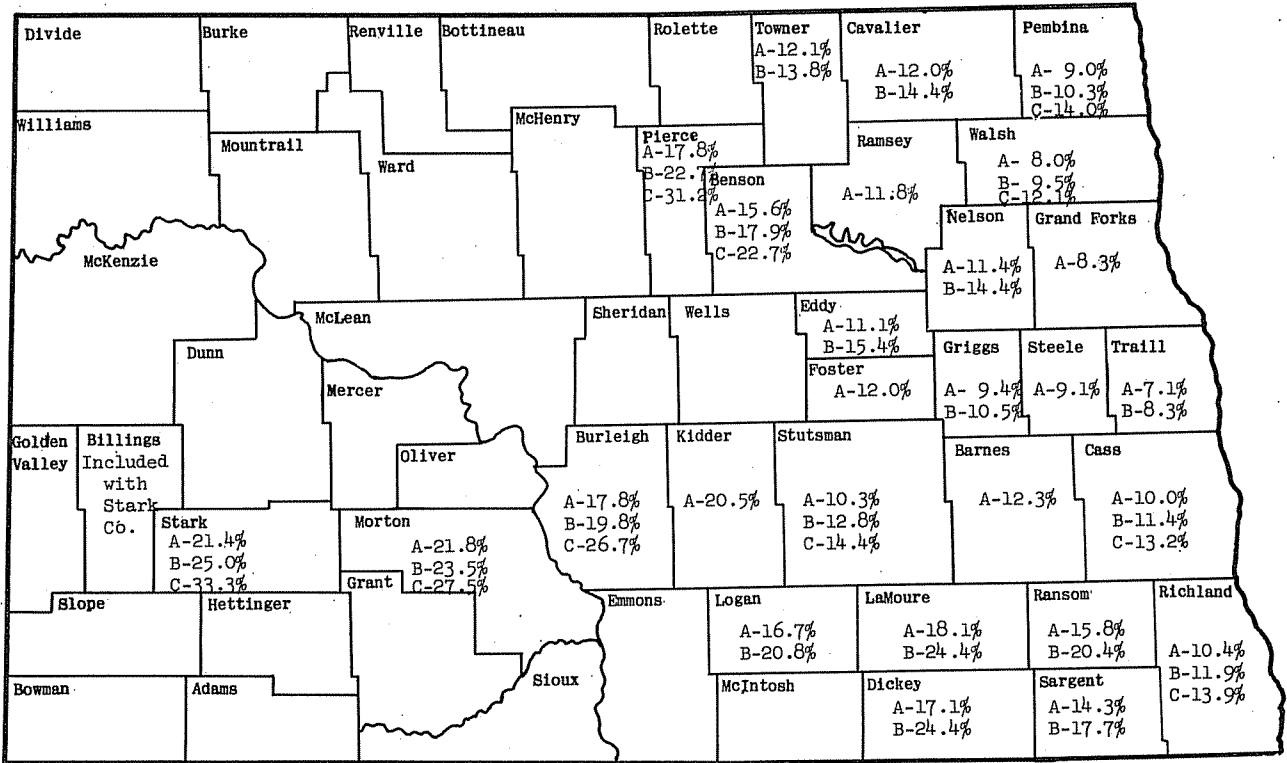 Divide
Burke
Renville
Bottineau
Rolette
Towner
A-12.1%
B-13.8%
Cavalier
A-12.0%
B-14.4%
Pembina
A- 9.0%
B-10.3%
C-14.0%
Williams
Mountrail
Ward
McHenry
Pierce
A-17.8%
B-22.7%
C-31.2%
Benson
A-15.6%
B-17.9%
C-22.7%
Ramsey
A-11.8%
Walsh
A- 8.0%
B- 9.5%
C-12.1%
Nelson
A-11.4%
B-14.4%
Grand Forks
A-8.3%
McKenzie
Dunn
McLean
Mercer
Oliver
Sheridan
Wells
Eddy
A-11.1%
B-15.4%
Foster
A-12.0%
Griggs
A- 9.4%
B-10.5%
Steele
A-9.1%
Traill
A-7.1%
B-8.3%
Golden
Valley
Billings
Included
with
Stark
Co.
Stark
A-21.4%
B-25.0%
C-33.3%
Morton
A-21.8%
B-23.5%
C-27.5%
Grant
Burleigh
A-17.8%
B-19.8%
C-26.7%
Kidder
A-20.5%
Stutsman
A-10.3%
B-12.8%
C-14.4%
Barnes
A-12.3%
Cass
A-10.0%
B-11.4%
C-13.2%
Slope
Hettinger
Bowman
Adams
Sioux
Emmons
Logan
A-16.7%
B-20.8%
McIntosh
LaMoure
A-18.1%
B-24.4%
Dickey
A-17.1%
B-24.4%
Ransom
A-15.8%
B-20.4%
Sargent
A-14.3%
B-17.7%
Richland
A-10.4%
B-11.9%
C-13.9%